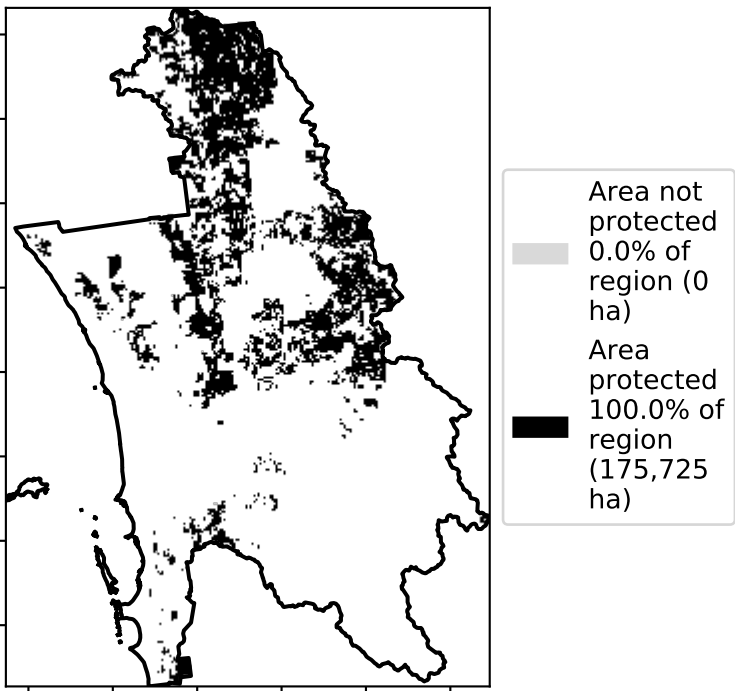 Area not
protected
0.0% of
region (0
ha)
Area
protected
100.0% of
region
(175,725
ha)